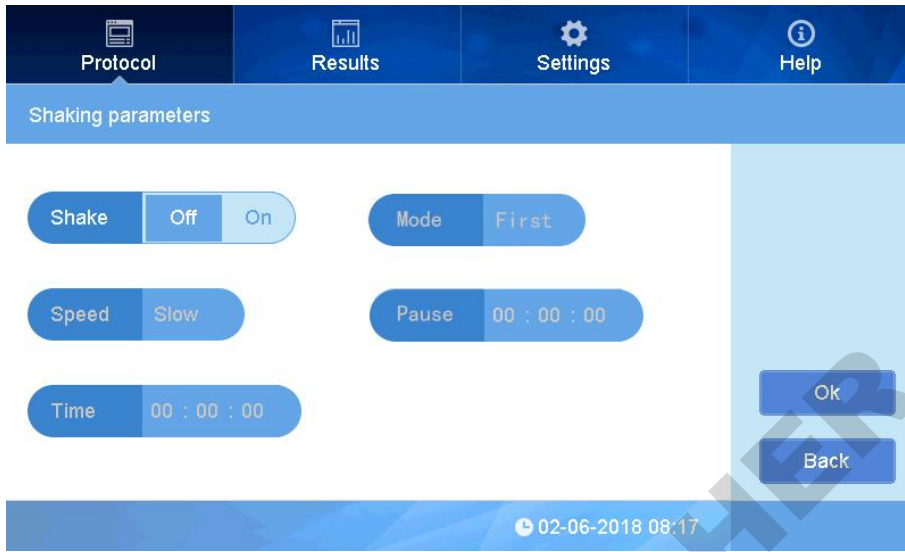 Protocol Results Settings Help
Shaking parameters
Shake Off On Mode First
Speed Slow Pause 00 : 00 : 00
Time 00 : 00 : 00
Ok
Back
02-06-2018 08:17
HER